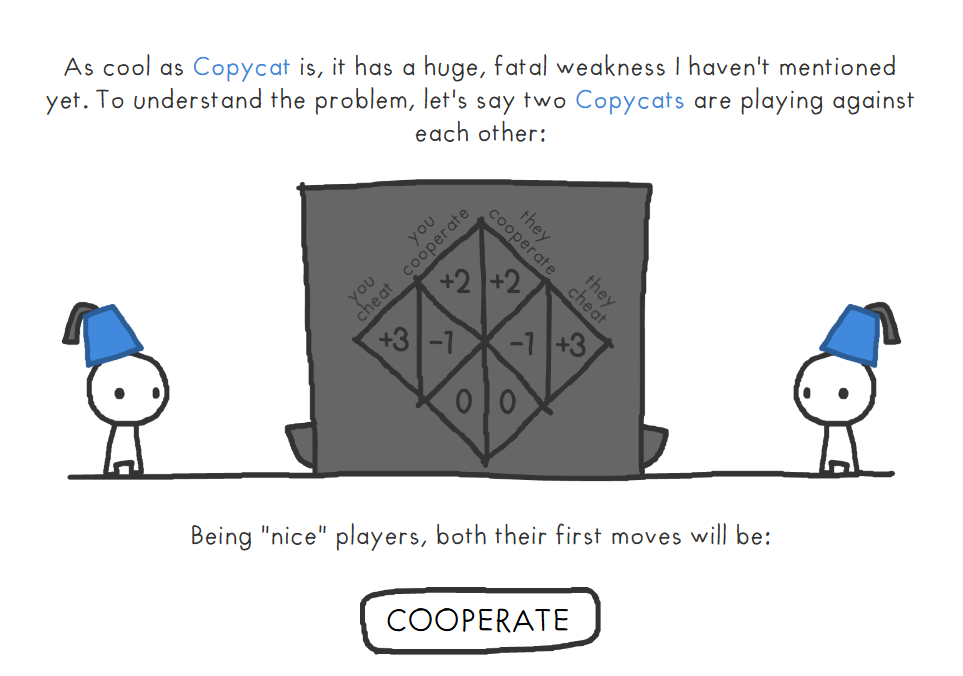 As cool as Copycat is, it has a huge, fatal weakness I haven't mentioned
yet. To understand the problem, let's say two Copycats are playing against
each other:
you
cooperate
they
cooperate
you
cheat
they
cheat
+2 +2
+3 -1 -1 +3
0 0
Being "nice" players, both their first moves will be:
COOPERATE